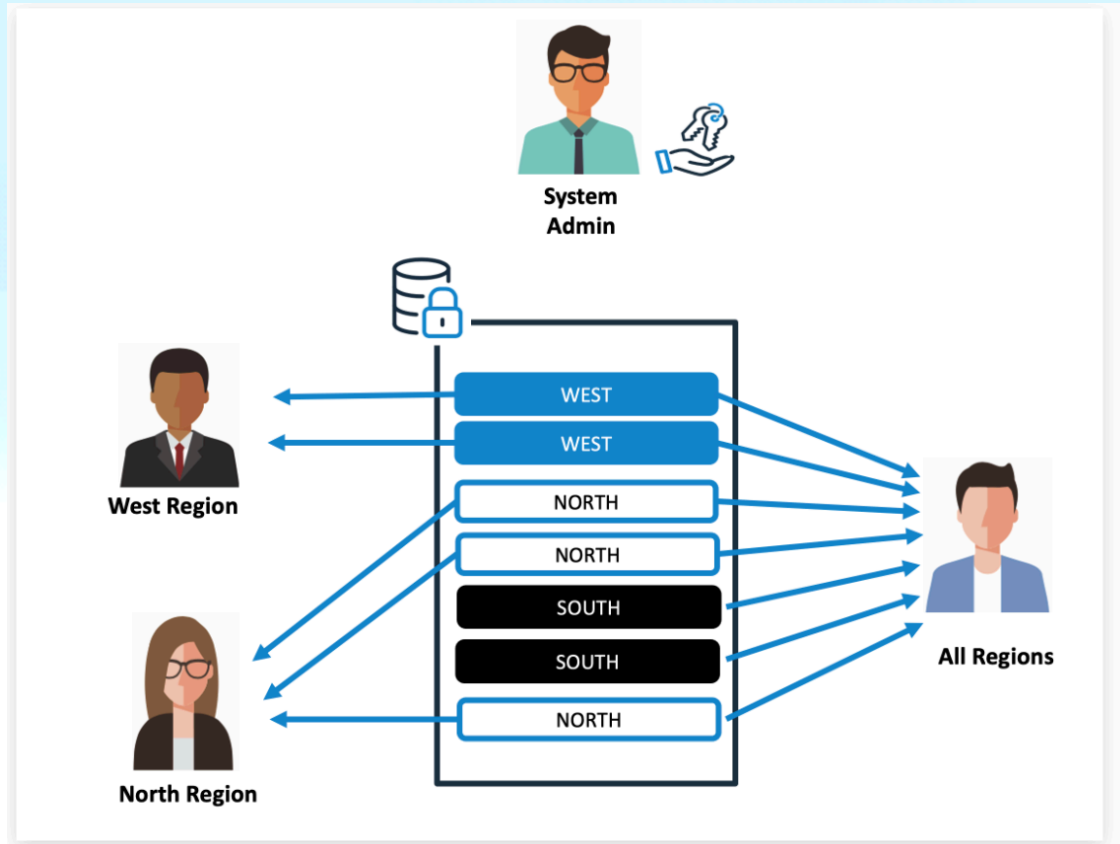 System
Admin
WEST
WEST
West Region
NORTH
NORTH
SOUTH
SOUTH
All Regions
NORTH
North Region